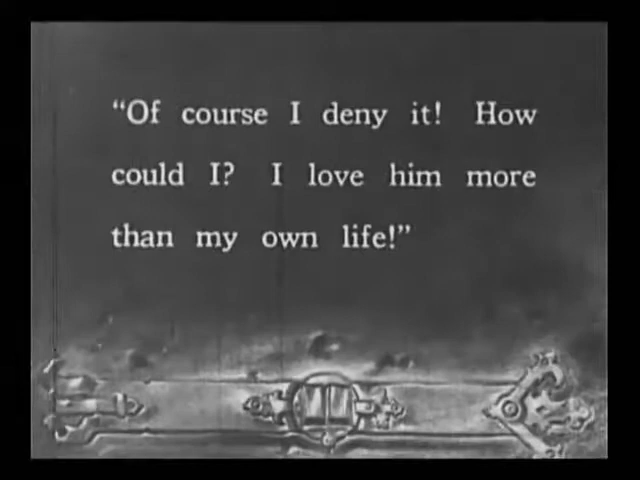 “Of course I deny it! How
could I? I love him more
than my own life!”